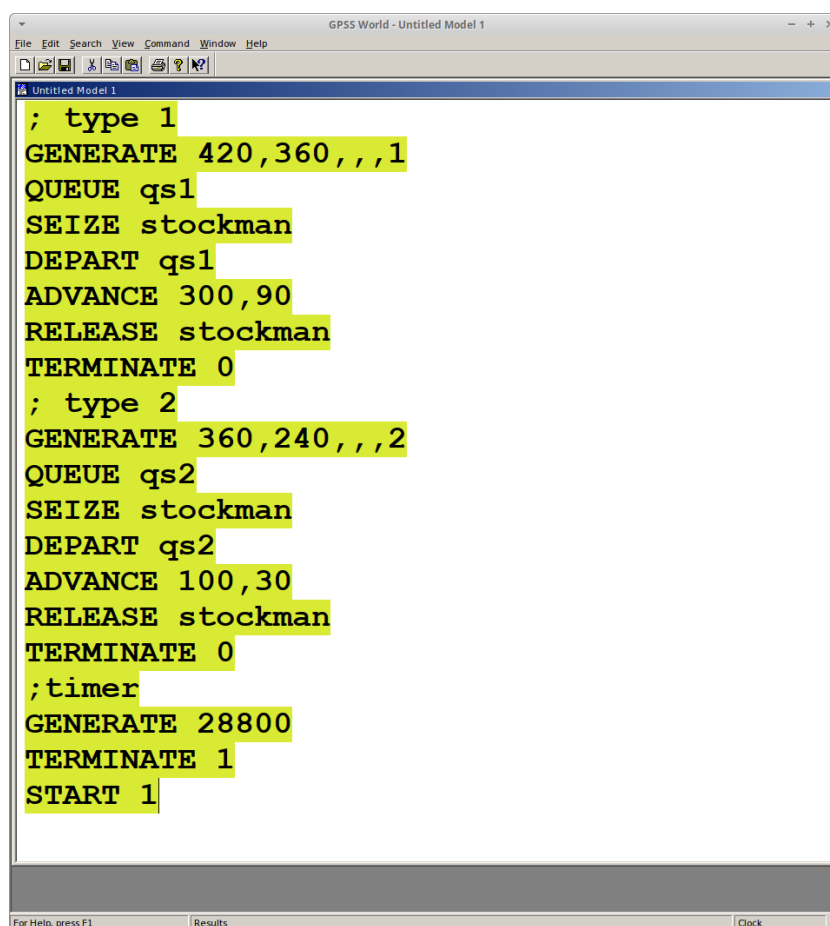 GPSS World - Untitled Model 1
File Edit Search View Command Window Help
Untitled Model 1
; type 1
GENERATE 420,360,,,1
QUEUE qs1
SEIZE stockman
DEPART qs1
ADVANCE 300,90
RELEASE stockman
TERMINATE 0
; type 2
GENERATE 360,240,,,2
QUEUE qs2
SEIZE stockman
DEPART qs2
ADVANCE 100,30
RELEASE stockman
TERMINATE 0
;timer
GENERATE 28800
TERMINATE 1
START 1
For Help, press F1 Results Clock